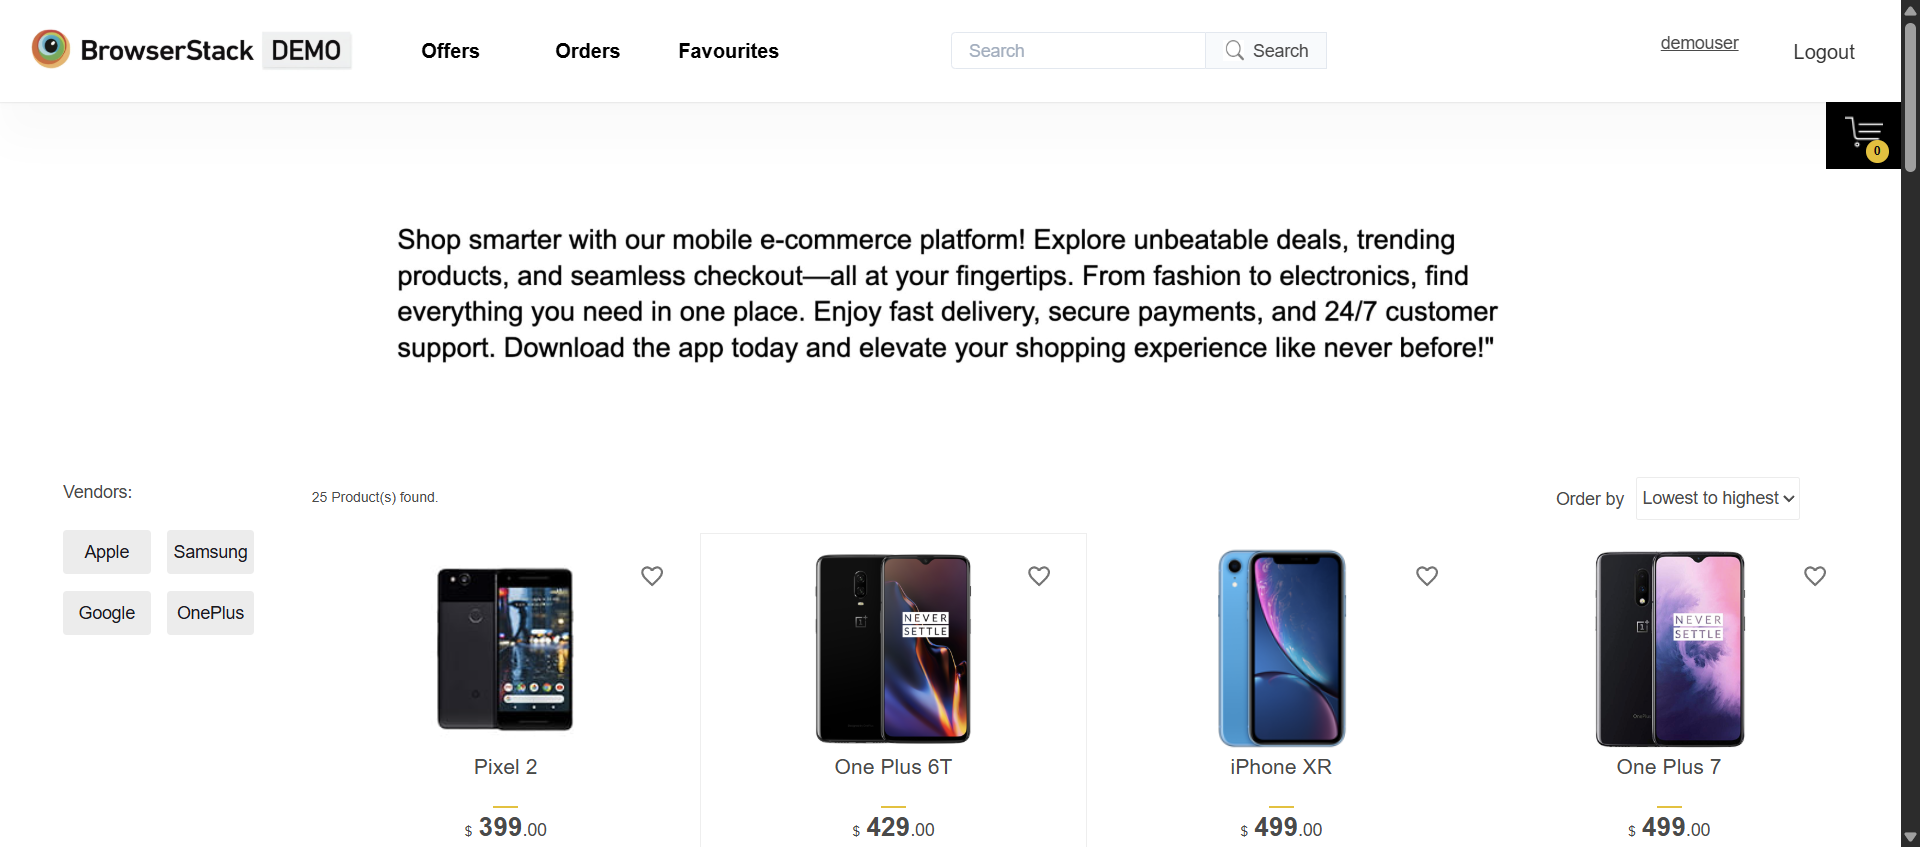 BrowserStack DEMO
Offers
Orders
Favourites
Search
Search
demouser
Logout
0
Shop smarter with our mobile e-commerce platform! Explore unbeatable deals, trending
products, and seamless checkout—all at your fingertips. From fashion to electronics, find
everything you need in one place. Enjoy fast delivery, secure payments, and 24/7 customer
support. Download the app today and elevate your shopping experience like never before!"
Vendors:
25 Product(s) found.
Order by
Lowest to highest
Apple
Samsung
Google
OnePlus
NEVER
SETTLE
NEVER
SETTLE
Pixel 2
One Plus 6T
iPhone XR
One Plus 7
$ 399.00
$ 429.00
$ 499.00
$ 499.00